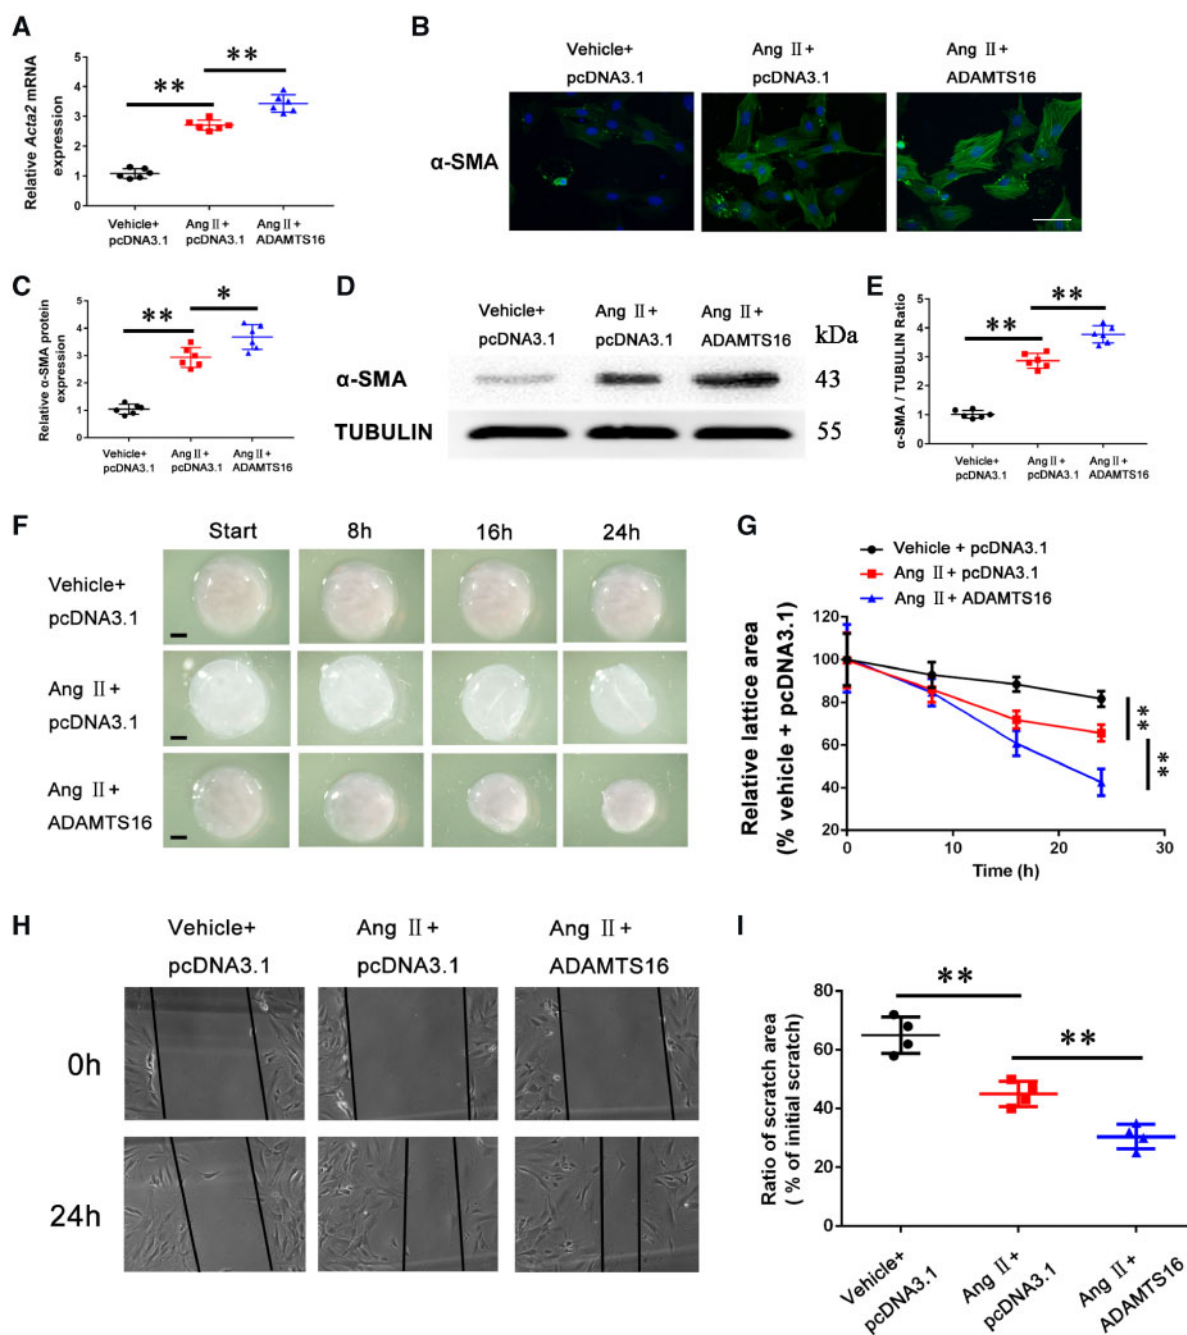 A
Relative Acta2 mRNA
expression
5
4
3
2
1
0
**
**
Vehicle+
pcDNA3.1
Ang Ⅱ+
pcDNA3.1
Ang Ⅱ+
ADAMTS16
B
Vehicle+
pcDNA3.1
Ang Ⅱ+
pcDNA3.1
Ang Ⅱ+
ADAMTS16
α-SMA
C
Relative α-SMA protein
expression
5
4
3
2
1
0
**
*
Vehicle+
pcDNA3.1
Ang Ⅱ+
pcDNA3.1
Ang Ⅱ+
ADAMTS16
D
Vehicle+
pcDNA3.1
Ang Ⅱ+
pcDNA3.1
Ang Ⅱ+
ADAMTS16
kDa
α-SMA
43
TUBULIN
55
E
α-SMA / TUBULIN Ratio
5
4
3
2
1
0
**
**
Vehicle+
pcDNA3.1
Ang Ⅱ+
pcDNA3.1
Ang Ⅱ+
ADAMTS16
F
Start 8h 16h 24h
Vehicle+
pcDNA3.1
Ang Ⅱ+
pcDNA3.1
Ang Ⅱ+
ADAMTS16
G
Vehicle + pcDNA3.1
Ang Ⅱ+ pcDNA3.1
Ang Ⅱ+ ADAMTS16
Relative lattice area
(% vehicle + pcDNA3.1)
120
100
80
60
40
20
**
**
0 10 20 30
Time (h)
H
Vehicle+
pcDNA3.1
Ang Ⅱ+
pcDNA3.1
Ang Ⅱ+
ADAMTS16
0h
24h
I
Ratio of scratch area
( % of initial scratch)
80
60
40
20
0
**
**
Vehicle+
pcDNA3.1
Ang Ⅱ+
pcDNA3.1
Ang Ⅱ+
ADAMTS16